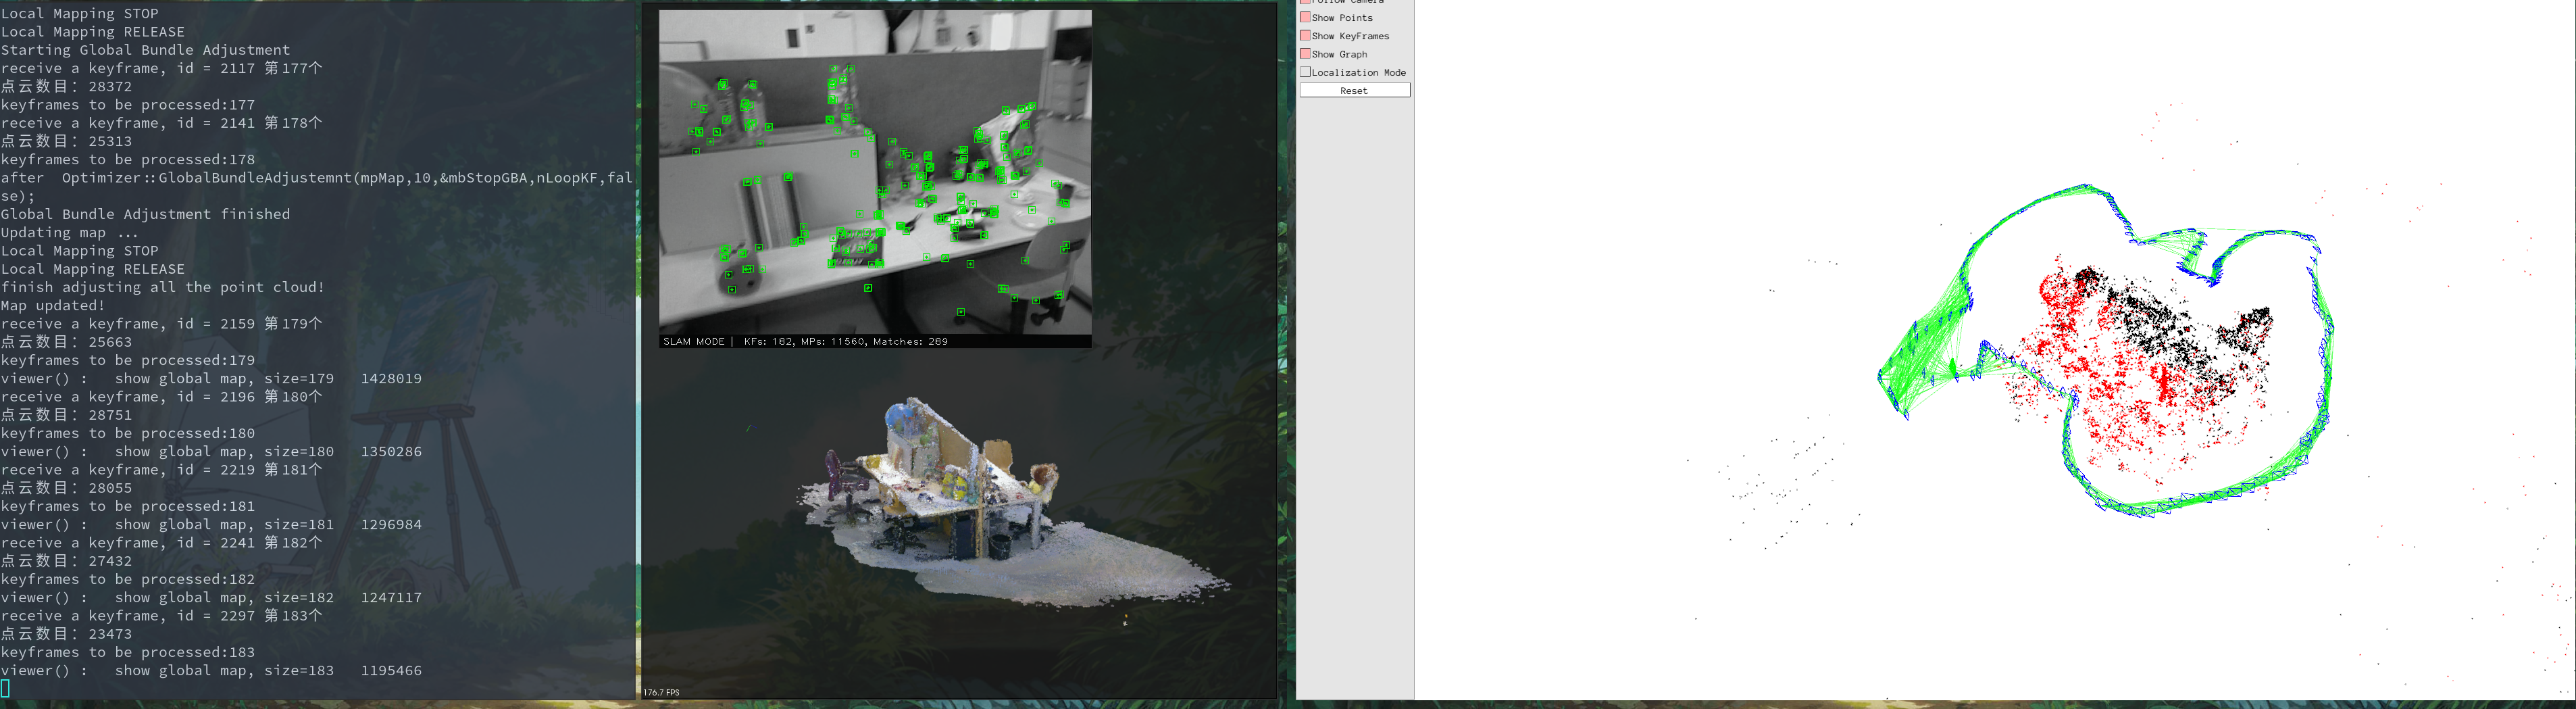 Local Mapping STOP
Local Mapping RELEASE
Starting Global Bundle Adjustment
receive a keyframe, id = 2117 第177个
点云数目: 28372
keyframes to be processed:177
receive a keyframe, id = 2141 第178个
点云数目: 25313
keyframes to be processed:178
after  Optimizer::GlobalBundleAdjustemnt(mpMap,10,&mbStopGBA,nLoopKF,fal
se);
Global Bundle Adjustment finished
Updating map ...
Local Mapping STOP
Local Mapping RELEASE
finish adjusting all the point cloud!
Map updated!
receive a keyframe, id = 2159 第179个
点云数目: 25663
keyframes to be processed:179
viewer() :   show global map, size=179   1428019
receive a keyframe, id = 2196 第180个
点云数目: 28751
keyframes to be processed:180
viewer() :   show global map, size=180   1350286
receive a keyframe, id = 2219 第181个
点云数目: 28055
keyframes to be processed:181
viewer() :   show global map, size=181   1296984
receive a keyframe, id = 2241 第182个
点云数目: 27432
keyframes to be processed:182
viewer() :   show global map, size=182   1247117
receive a keyframe, id = 2297 第183个
点云数目: 23473
keyframes to be processed:183
viewer() :   show global map, size=183   1195466
SLAM MODE |  KFs: 182, MPs: 11560, Matches: 289
176.7 FPS
Follow Camera
Show Points
Show KeyFrames
Show Graph
Localization Mode
Reset